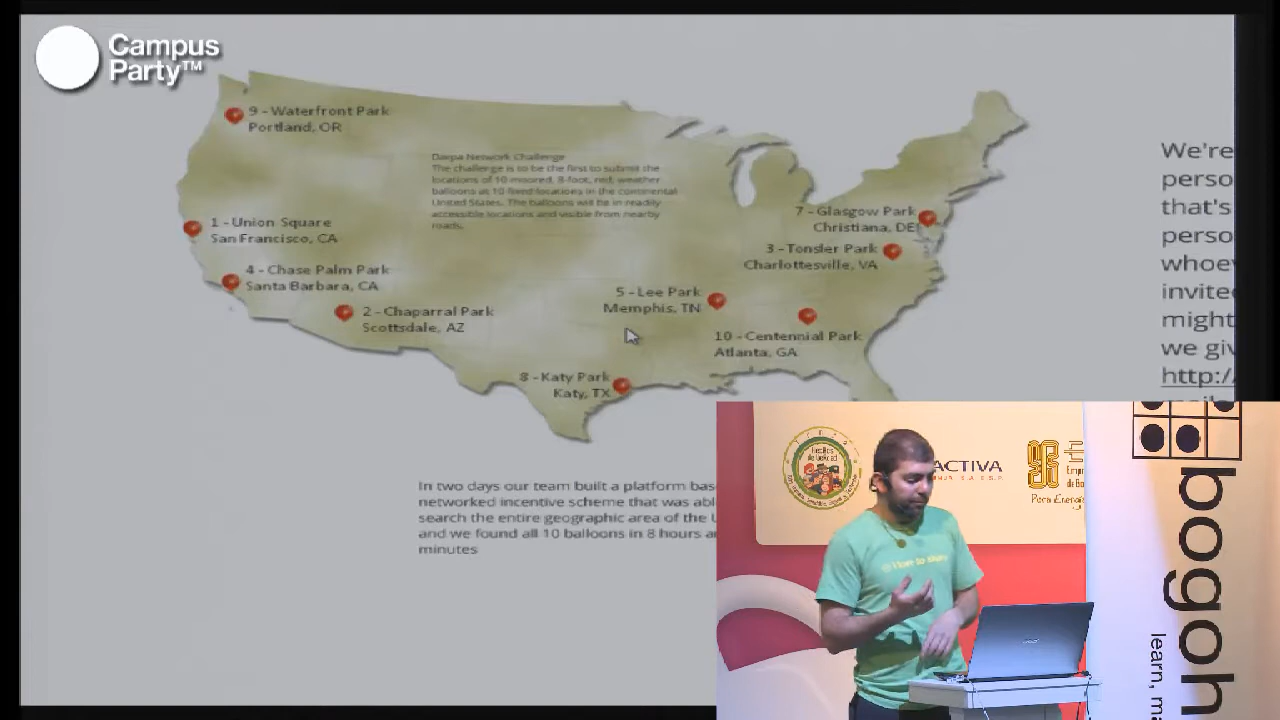 Campus
Party™
9 - Waterfront Park
Portland, OR
Darpa Network Challenge
The challenge is to be the first to submit the
locations of 10 moored, 8-foot, red, weather
balloons at 10 fixed locations in the continental
United States. The balloons will be in readily
accessible locations and visible from nearby
roads.
1 - Union Square
San Francisco, CA
4 - Chase Palm Park
Santa Barbara, CA
2 - Chaparral Park
Scottsdale, AZ
7 - Glasgow Park
Christiana, DE
3 - Tonsler Park
Charlottesville, VA
5 - Lee Park
Memphis, TN
10 - Centennial Park
Atlanta, GA
8 - Katy Park
Katy, TX
We're
perso
that's
perso
whoev
invite
might
we giv
http:/
In two days our team built a platform bas
networked incentive scheme that was abl
search the entire geographic area of the U
and we found all 10 balloons in 8 hours a
minutes
ACTIVA
bogoh
learn, ma